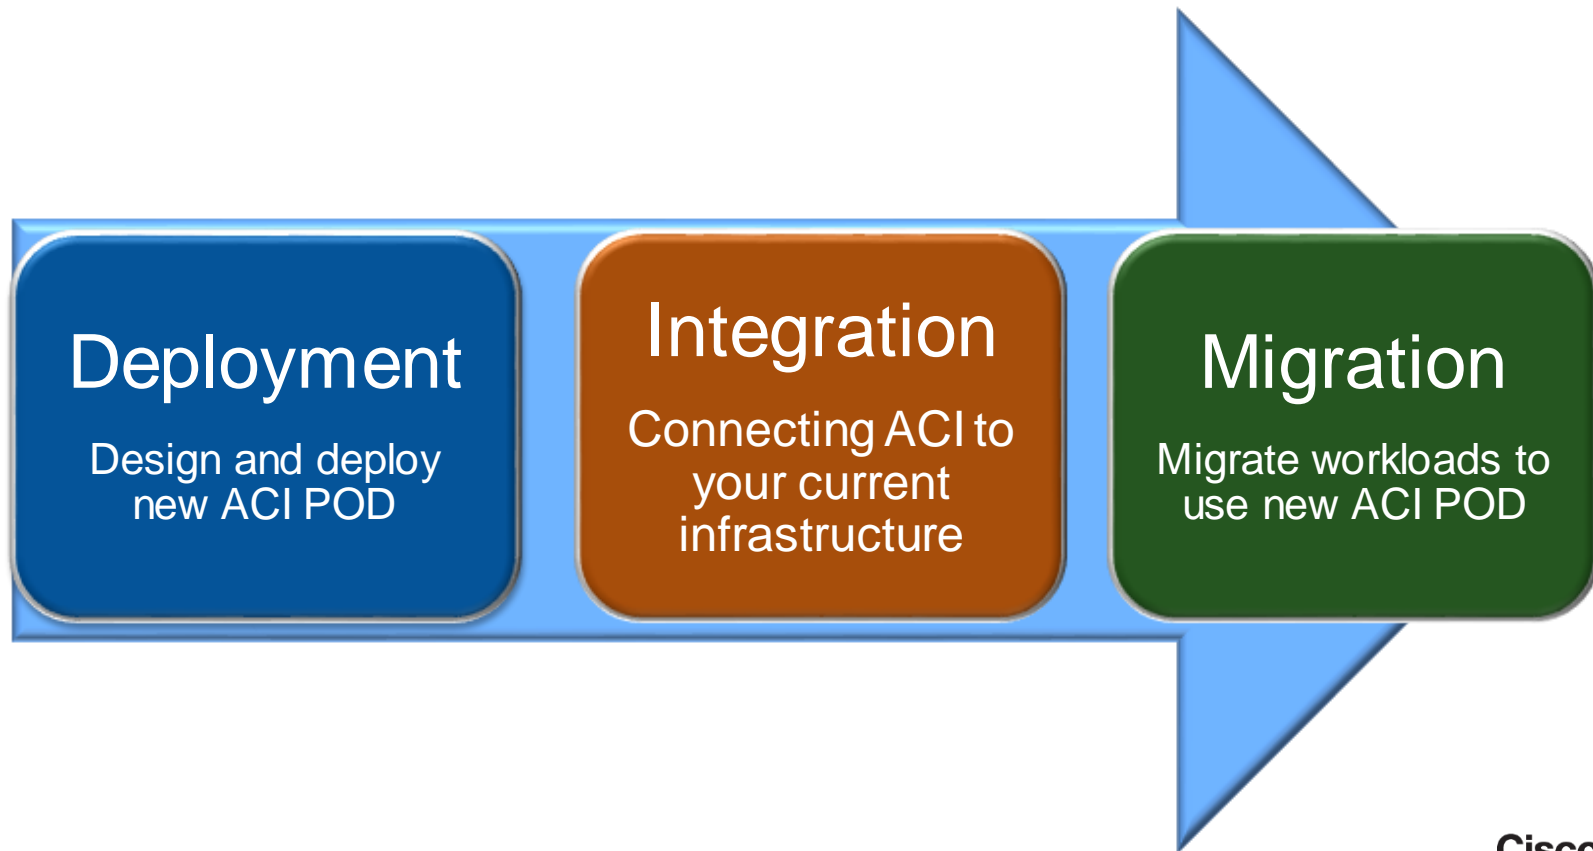 Deployment
Design and deploy
new ACI POD
Integration
Connecting ACI to
your current
infrastructure
Migration
Migrate workloads to
use new ACI POD
Cisco